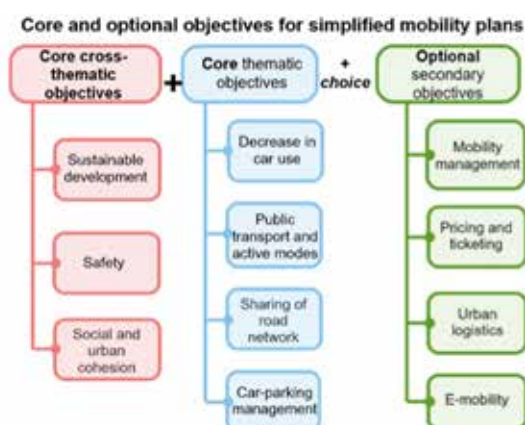 Core and optional objectives for simplified mobility plans
Core cross-
thematic
objectives
+
Core thematic
objectives
+
choice
Optional
secondary
objectives
Sustainable
development
Safety
Social and
urban
cohesion
Decrease in
car use
Public
transport and
active modes
Sharing of
road
network
Car-parking
management
Mobility
management
Pricing and
ticketing
Urban
logistics
E-mobility